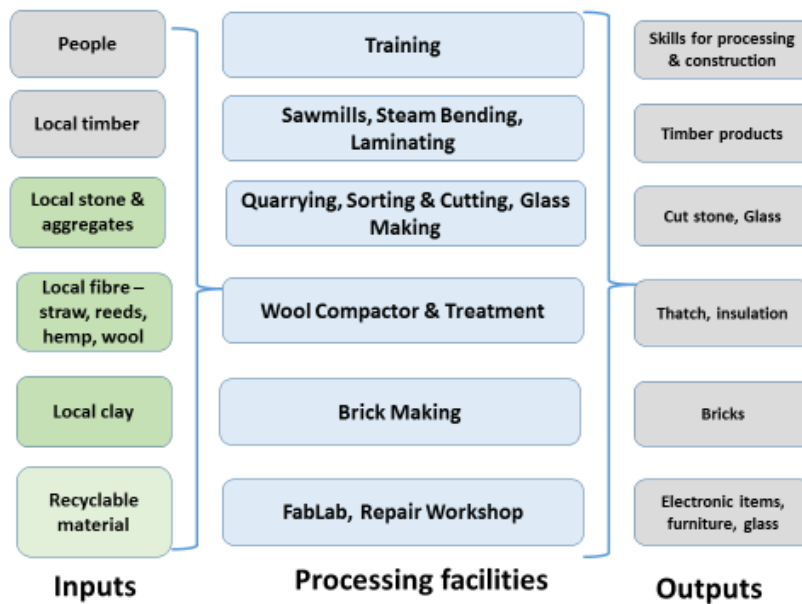 People
Training
Skills for processing
& construction
Local timber
Sawmills, Steam Bending,
Laminating
Timber products
Local stone &
aggregates
Quarrying, Sorting & Cutting, Glass
Making
Cut stone, Glass
Local fibre –
straw, reeds,
hemp, wool
Wool Compactor & Treatment
Thatch, insulation
Local clay
Brick Making
Bricks
Recyclable
material
FabLab, Repair Workshop
Electronic items,
furniture, glass
Inputs
Processing facilities
Outputs